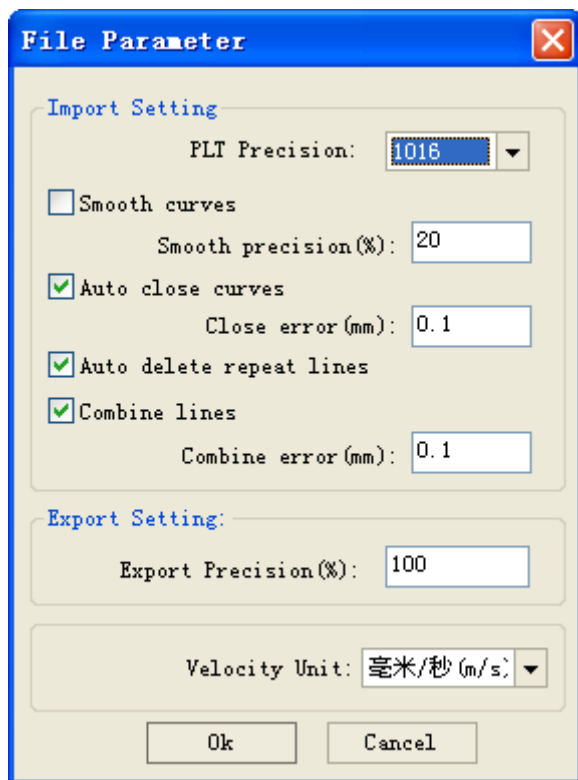 File Parameter
Import Setting
PLT Precision: 1016
Smooth curves
Smooth precision(%): 20
Auto close curves
Close error(mm): 0.1
Auto delete repeat lines
Combine lines
Combine error(mm): 0.1
Export Setting:
Export Precision(%): 100
Velocity Unit: 毫米/秒(m/s)
Ok Cancel